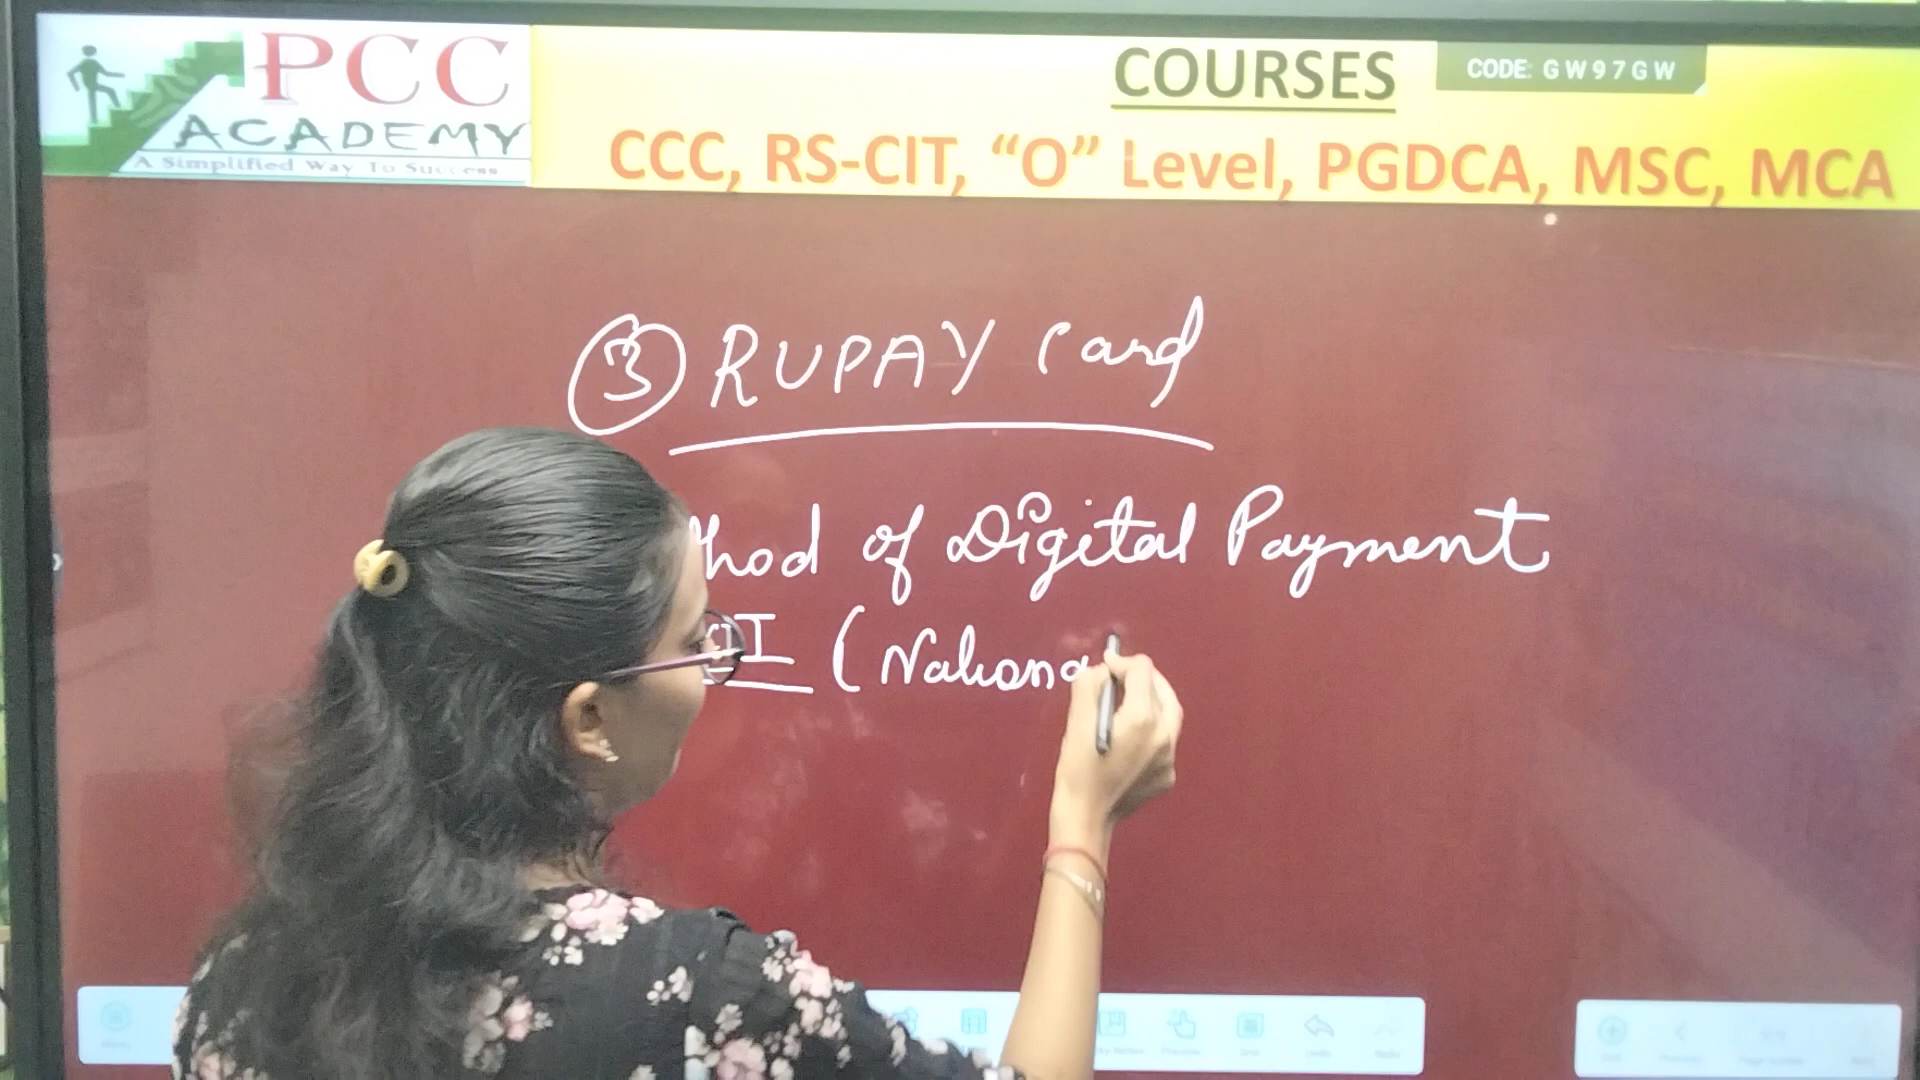 PCC
ACADEMY
A Simplified Way To Success
COURSES
CODE: GW97GW
CCC, RS-CIT, “O” Level, PGDCA, MSC, MCA
3 RUPAY Card
thod of Digital Payment
I (Nationa